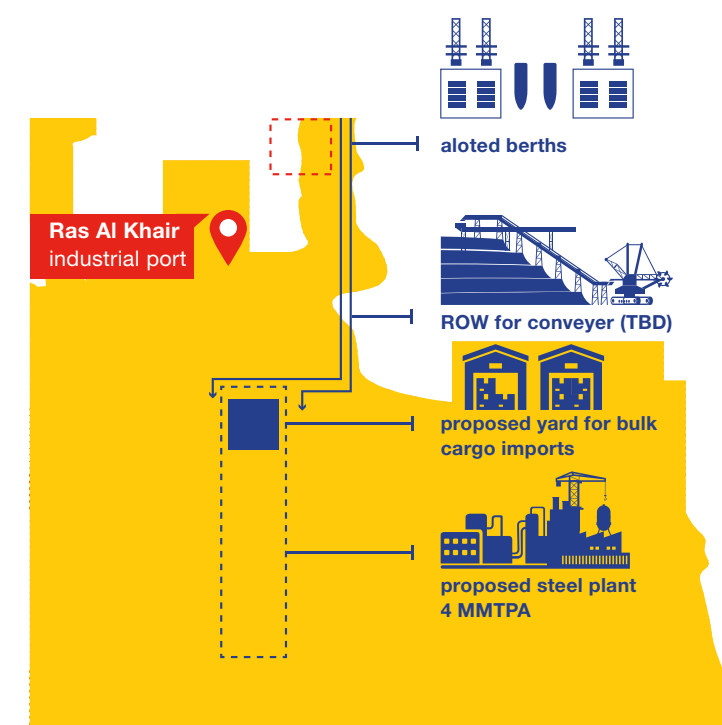 aloted berths
Ras Al Khair
industrial port
ROW for conveyer (TBD)
proposed yard for bulk
cargo imports
proposed steel plant
4 MMTPA